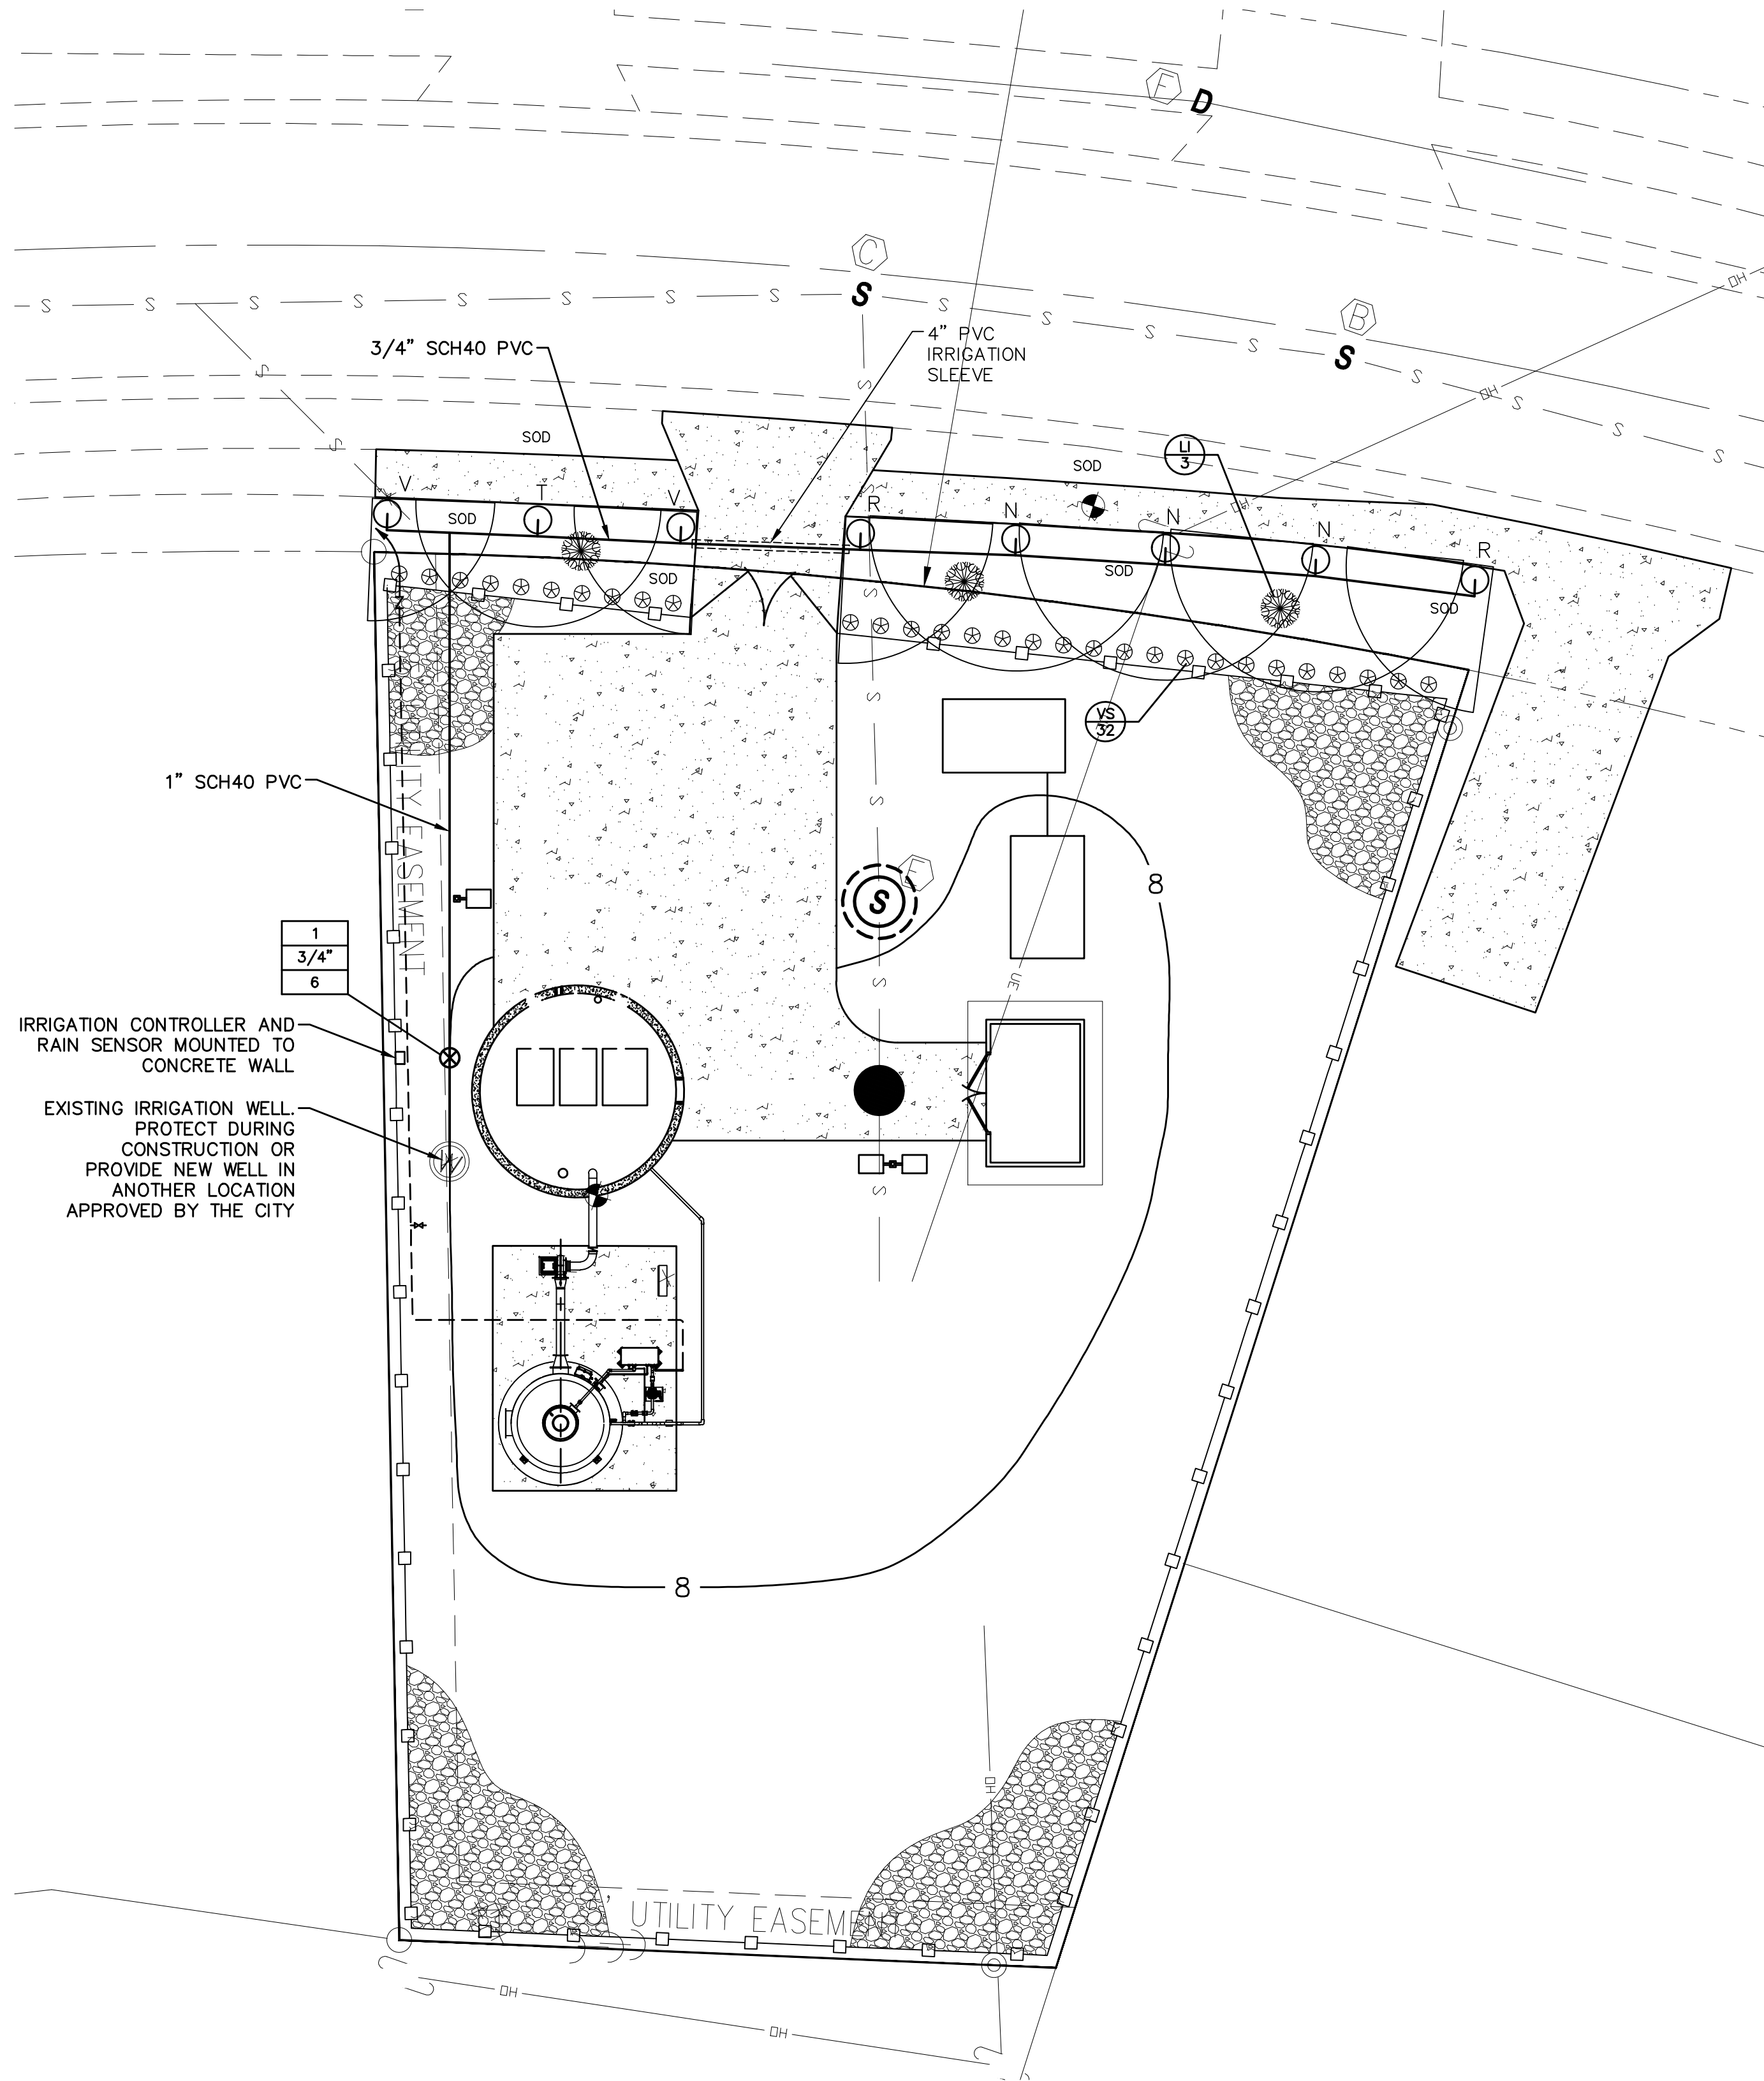 F
D
C
S
S S S S S S S S S S S S S S
B
S
OH
3/4" SCH40 PVC
4" PVC
IRRIGATION
SLEEVE
OH
S
S
SOD
LI
3
SOD
V
T
V
R
N
N
N
R
OH
SOD
SOD
SOD
SOD
VS
32
1" SCH40 PVC
UTILITY EASEMENT
8
S
1
3/4"
6
UE
IRRIGATION CONTROLLER AND
RAIN SENSOR MOUNTED TO
CONCRETE WALL
EXISTING IRRIGATION WELL.
PROTECT DURING
CONSTRUCTION OR
PROVIDE NEW WELL IN
ANOTHER LOCATION
APPROVED BY THE CITY
W
8
OH
UTILITY EASEMENT
OH
OH